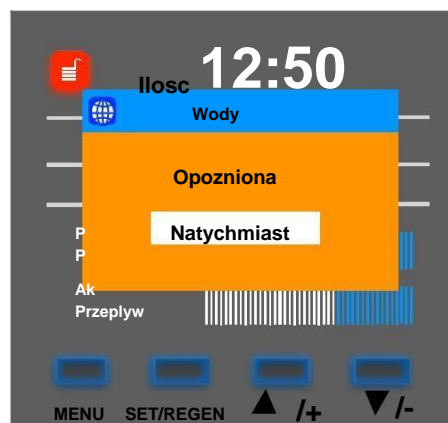 12:50
Ilosc
Wody
Opozniona
Natychmiast
P
P
Ak
Przeplyw
MENU SET/REGEN ▲ /+ ▼ /-